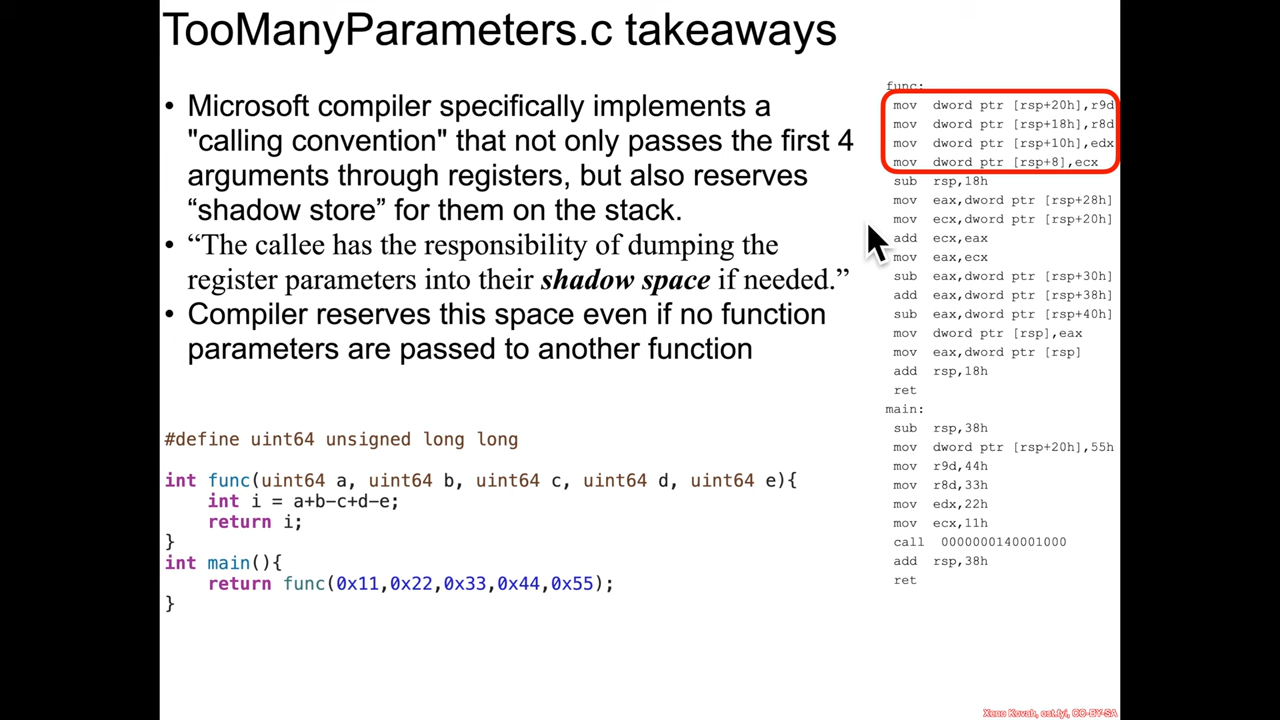 TooManyParameters.c takeaways
• Microsoft compiler specifically implements a
"calling convention" that not only passes the first 4
arguments through registers, but also reserves
“shadow store” for them on the stack.
• “The callee has the responsibility of dumping the
register parameters into their shadow space if needed.”
• Compiler reserves this space even if no function
parameters are passed to another function
#define uint64 unsigned long long
int func(uint64 a, uint64 b, uint64 c, uint64 d, uint64 e){
int i = a+b-c+d-e;
return i;
}
int main(){
return func(0x11,0x22,0x33,0x44,0x55);
}
func:
mov dword ptr [rsp+20h],r9d
mov dword ptr [rsp+18h],r8d
mov dword ptr [rsp+10h],edx
mov dword ptr [rsp+8],ecx
sub rsp,18h
mov eax,dword ptr [rsp+28h]
mov ecx,dword ptr [rsp+20h]
add ecx,eax
mov eax,ecx
sub eax,dword ptr [rsp+30h]
add eax,dword ptr [rsp+38h]
sub eax,dword ptr [rsp+40h]
mov dword ptr [rsp],eax
mov eax,dword ptr [rsp]
add rsp,18h
ret
main:
sub rsp,38h
mov dword ptr [rsp+20h],55h
mov r9d,44h
mov r8d,33h
mov edx,22h
mov ecx,11h
call 0000000140001000
add rsp,38h
ret
Xeno Kovah, ost.fyi, CC-BY-SA